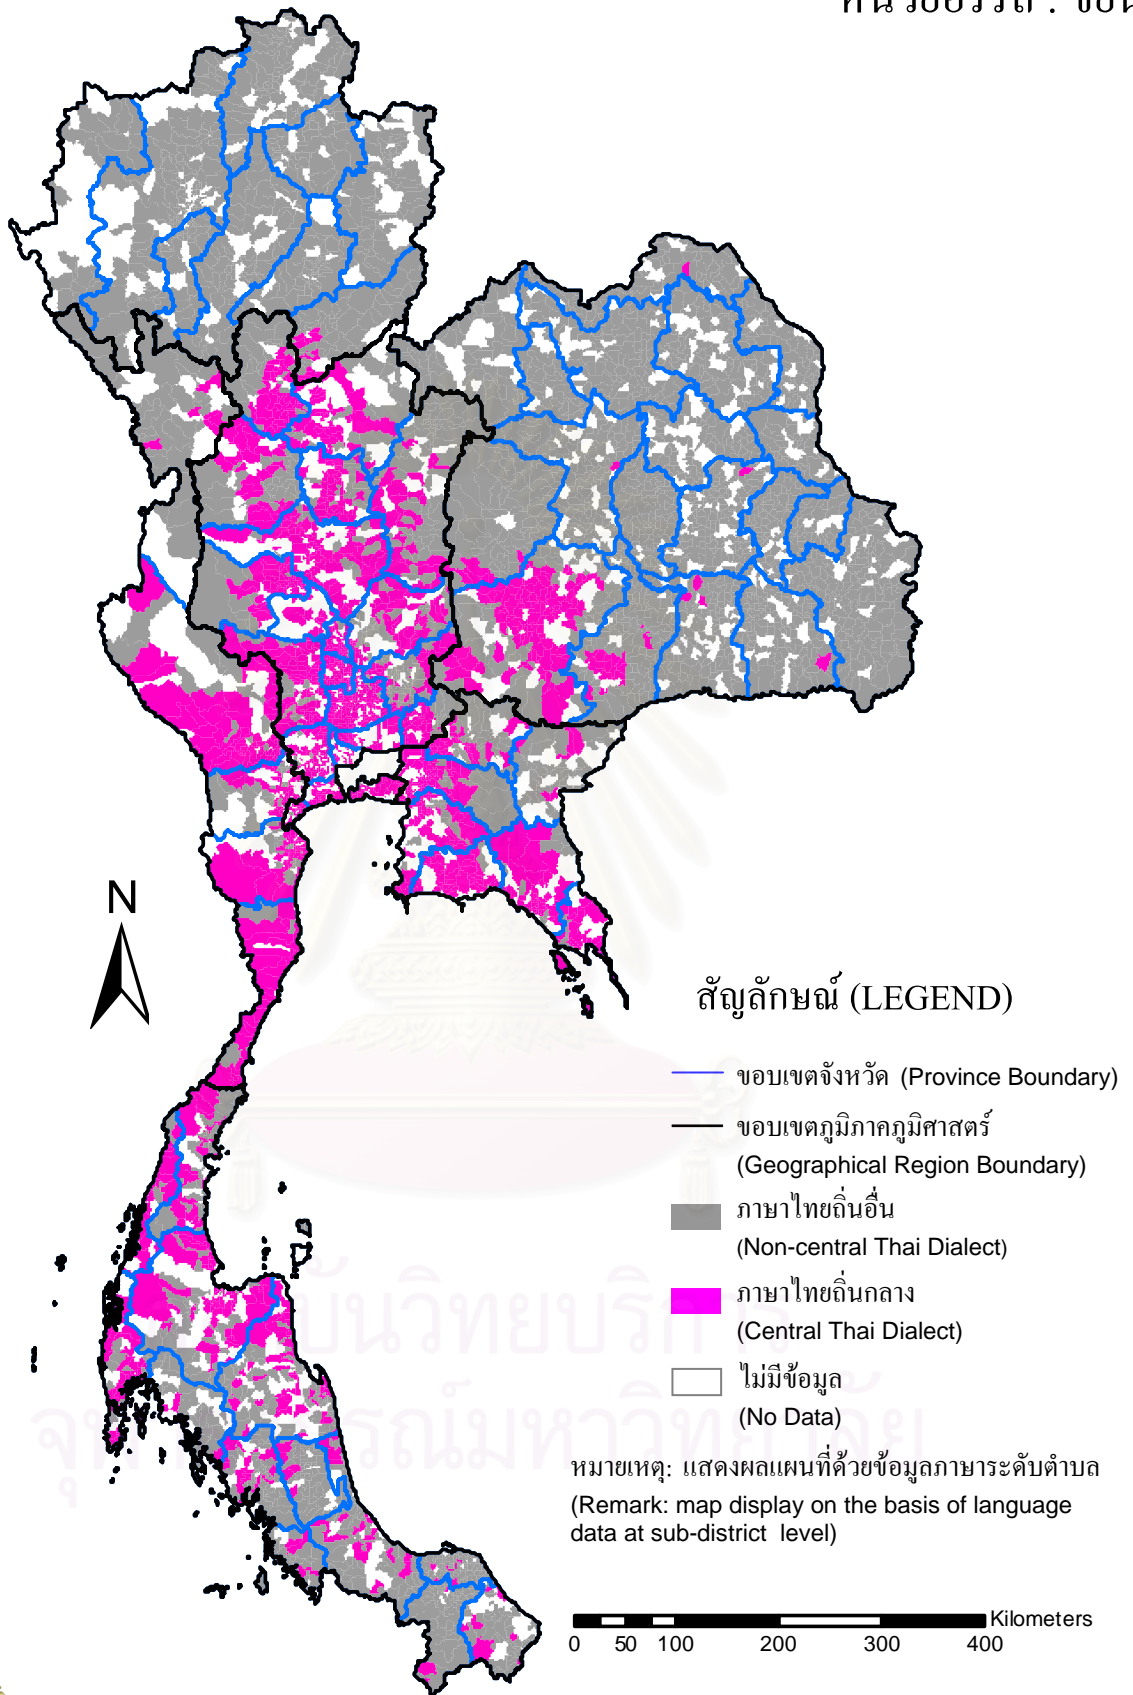 N
สัญลักษณ์ (LEGEND)
ขอบเขตจังหวัด (Province Boundary)
ขอบเขตภูมิภาคภูมิศาสตร์
(Geographical Region Boundary)
ภาษาไทยถิ่นอื่น
(Non-central Thai Dialect)
ภาษาไทยถิ่นกลาง
(Central Thai Dialect)
ไม่มีข้อมูล
(No Data)
หมายเหตุ: แสดงผลแผนที่ด้วยข้อมูลภาษาระดับตำบล
(Remark: map display on the basis of language
data at sub-district level)
Kilometers
0 50 100 200 300 400